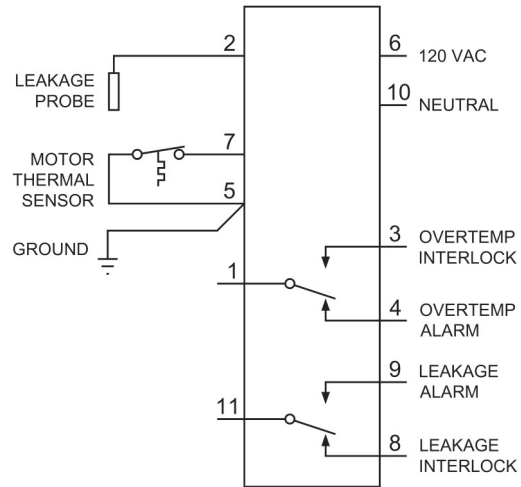 2
6
120 VAC
LEAKAGE
PROBE
10
NEUTRAL
7
MOTOR
THERMAL
SENSOR
5
GROUND
3
OVERTEMP
INTERLOCK
1
4
OVERTEMP
ALARM
9
LEAKAGE
ALARM
11
8
LEAKAGE
INTERLOCK